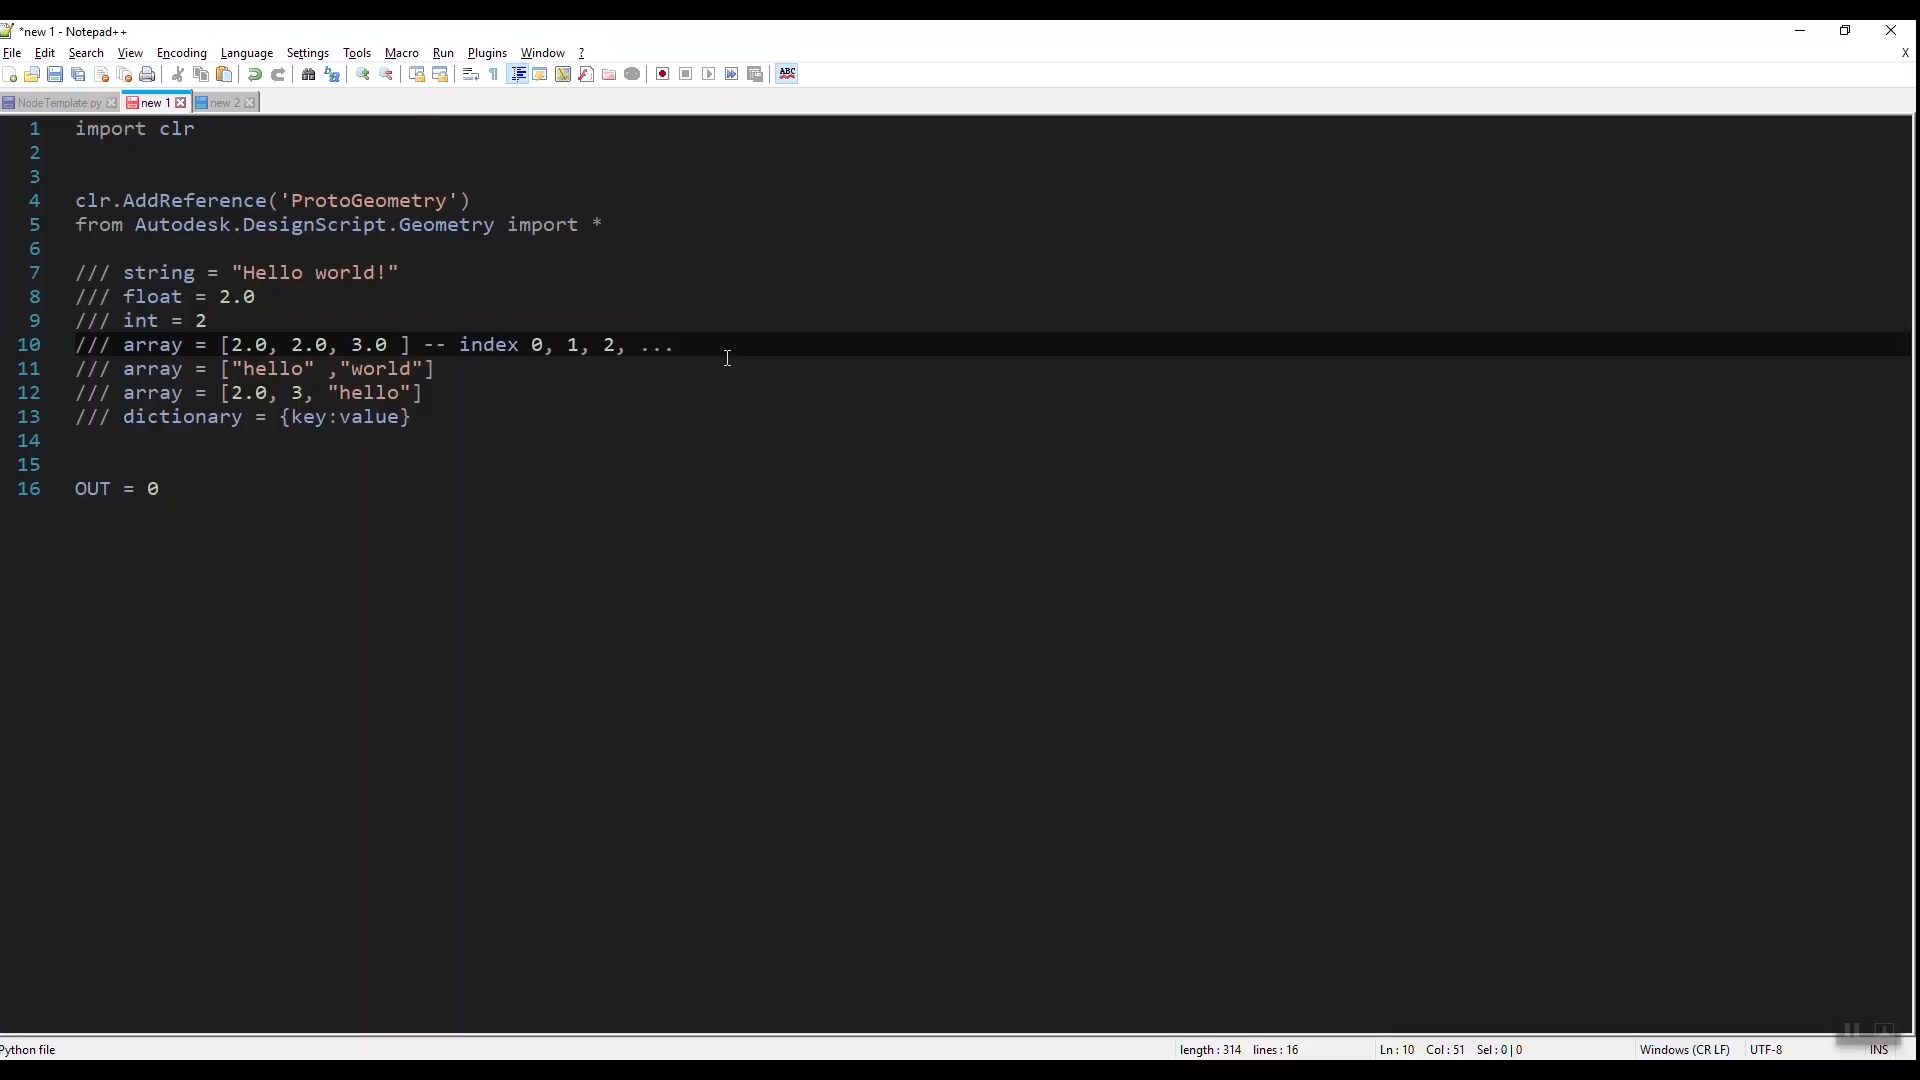 *new 1 - Notepad++
File Edit Search View Encoding Language Settings Tools Macro Run Plugins Window ? X
ABC
NodeTemplate.py new 1 new 2
1 import clr
2
3
4 clr.AddReference('ProtoGeometry')
5 from Autodesk.DesignScript.Geometry import *
6
7 /// string = "Hello world!"
8 /// float = 2.0
9 /// int = 2
10 /// array = [2.0, 2.0, 3.0 ] -- index 0, 1, 2, ...
11 /// array = ["hello" ,"world"]
12 /// array = [2.0, 3, "hello"]
13 /// dictionary = {key:value}
14
15
16 OUT = 0
Python file length : 314 lines : 16 Ln : 10 Col : 51 Sel : 0 | 0 Windows (CR LF) UTF-8 INS